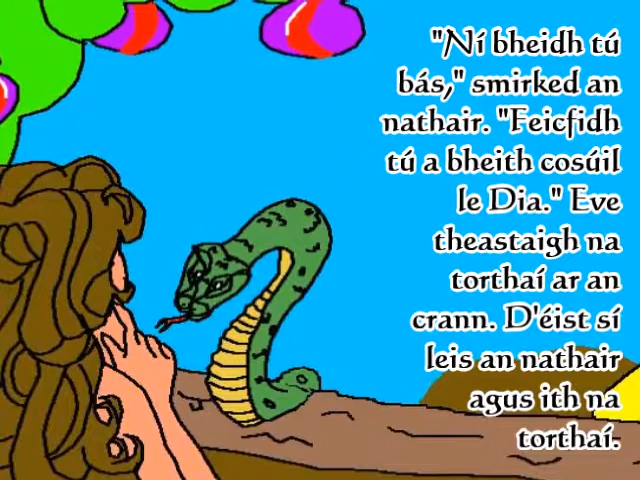 "Ní bheidh tú
bás," smirked an
nathair. "Feicfidh
tú a bheith cosúil
le Dia." Eve
theastaigh na
torthaí ar an
crann. D'éist sí
leis an nathair
agus ith na
torthaí.